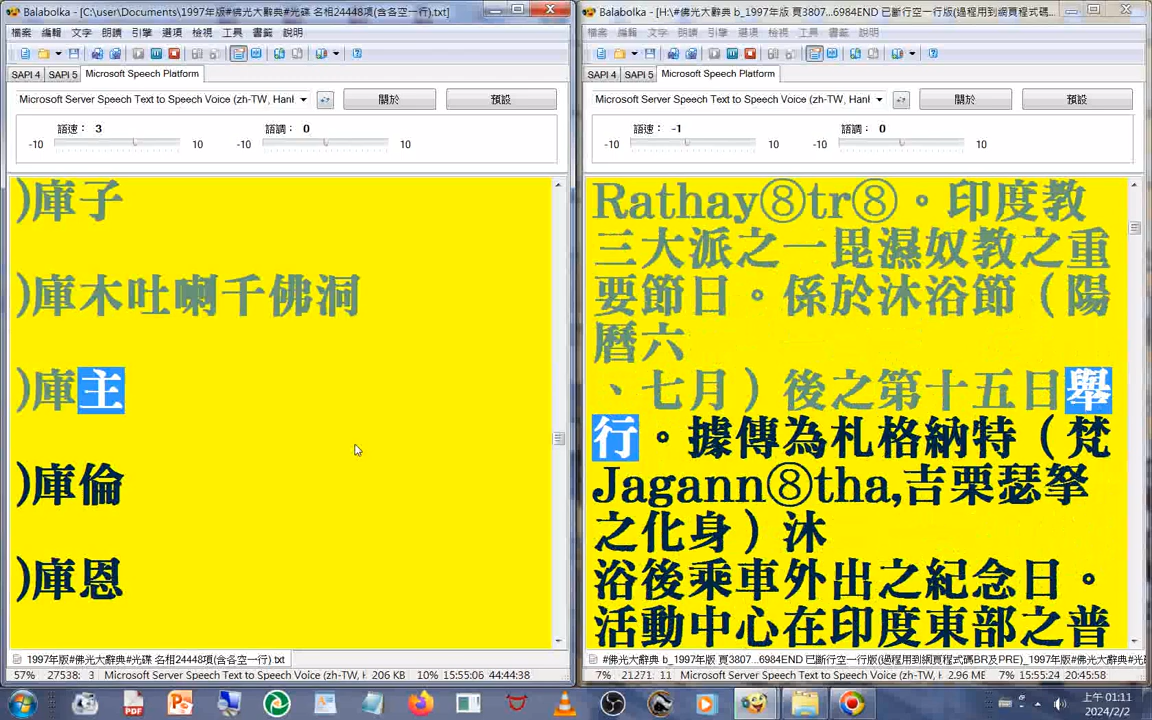 Balabolka - [C:\user\Documents\1997年版#佛光大辭典#光碟 名相24448項(含各空一行).txt]
檔案 編輯 文字 朗讀 引擎 選項 檢視 工具 書籤 說明
SAPI 4 SAPI 5 Microsoft Speech Platform
Microsoft Server Speech Text to Speech Voice (zh-TW, Hanl
關於
預設
語速： 3
語調： 0
-10 10 -10 10
)庫子
)庫木吐喇千佛洞
)庫主
)庫倫
)庫恩
1997年版#佛光大辭典#光碟 名相24448項(含各空一行).txt
57% 27538: 3 Microsoft Server Speech Text to Speech Voice (zh-TW, H 206 KB 10% 15:55:06 44:44:38
Balabolka - [H:\#佛光大辭典 b_1997年版 頁3807...6984END 已斷行空一行版(過程用到網頁程式碼...
檔案 編輯 文字 朗讀 引擎 選項 檢視 工具 書籤 說明
SAPI 4 SAPI 5 Microsoft Speech Platform
Microsoft Server Speech Text to Speech Voice (zh-TW, Hanl
關於
預設
語速： -1
語調： 0
-10 10 -10 10
Rathay⑧tr⑧。印度教
三大派之一毘濕奴教之重
要節日。係於沐浴節（陽
曆六
、七月）後之第十五日舉
行。據傳為札格納特（梵
Jagann⑧tha,吉栗瑟拏
之化身）沐
浴後乘車外出之紀念日。
活動中心在印度東部之普
#佛光大辭典 b_1997年版 頁3807...6984END 已斷行空一行版(過程用到網頁程式碼BR及PRE)_1997年版#佛光
7% 21271: 11 Microsoft Server Speech Text to Speech Voice (zh-TW, H 2.96 ME 7% 15:55:24 20:45:58
上午 01:11
2024/2/2